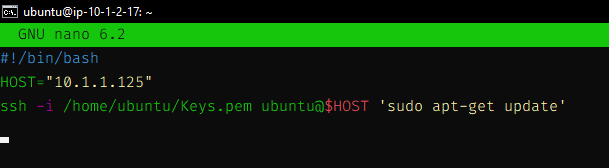 ubuntu@ip-10-1-2-17: ~
GNU nano 6.2
#!/bin/bash
HOST="10.1.1.125"
ssh -i /home/ubuntu/Keys.pem ubuntu@$HOST 'sudo apt-get update'